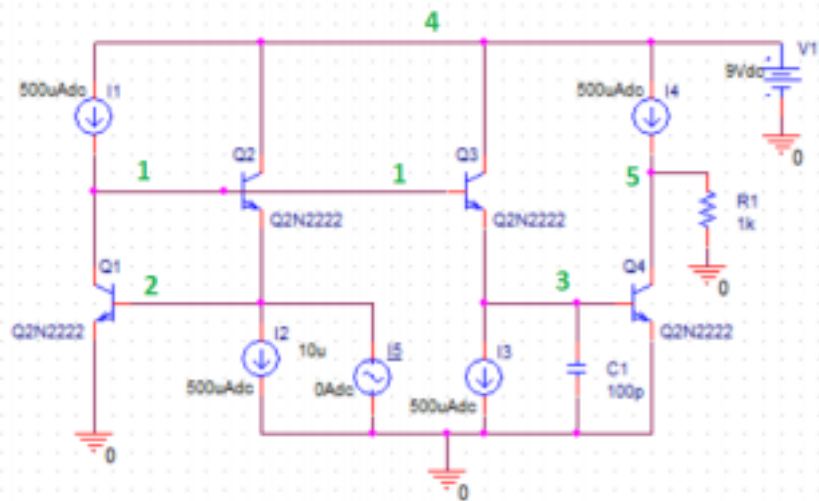 4
V1
500uAdc
I1
500uAdc
I4
9Vdc
Q2
Q3
0
1
1
5
R1
1k
Q2N2222
Q2N2222
Q1
2
3
Q4
0
Q2N2222
I2
10u
I5
I3
Q2N2222
500uAdc
0Adc
C1
100p
500uAdc
0
0